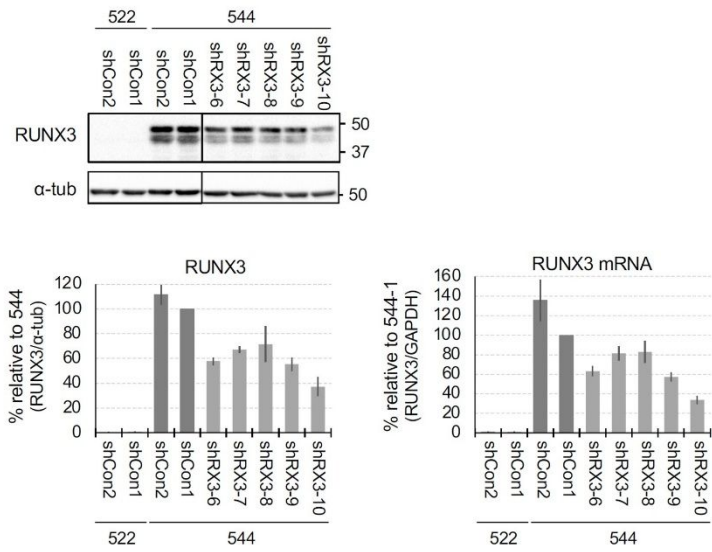 522 544
shCon2 shCon1 shCon2 shCon1 shRX3-6 shRX3-7 shRX3-8 shRX3-9 shRX3-10
RUNX3
50
37
α-tub
50
RUNX3
% relative to 544
(RUNX3/α-tub)
120
100
80
60
40
20
0
shCon2 shCon1 shCon2 shCon1 shRX3-6 shRX3-7 shRX3-8 shRX3-9 shRX3-10
522 544
RUNX3 mRNA
% relative to 544-1
(RUNX3/GAPDH)
160
140
120
100
80
60
40
20
0
shCon2 shCon1 shCon2 shCon1 shRX3-6 shRX3-7 shRX3-8 shRX3-9 shRX3-10
522 544